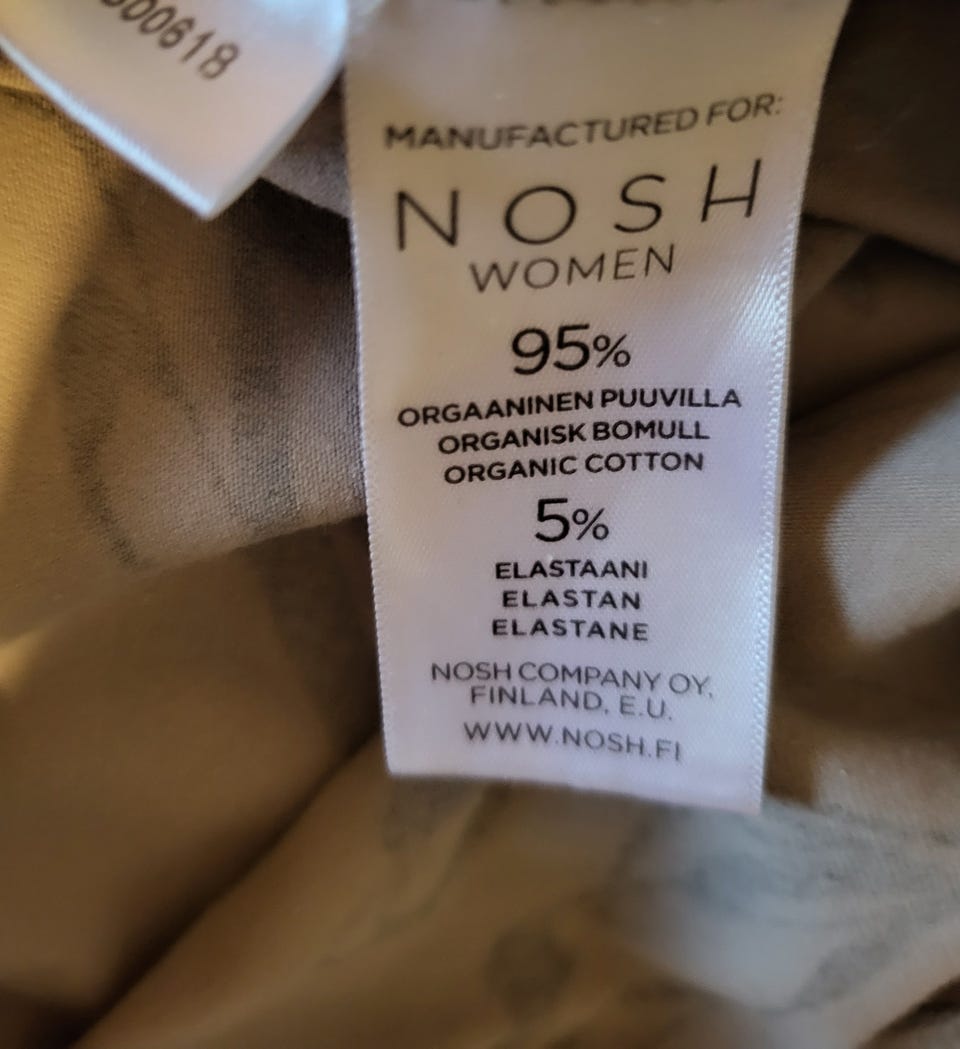 00618
MANUFACTURED FOR:
NOSH
WOMEN
95%
ORGAANINEN PUUVILLA
ORGANISK BOMULL
ORGANIC COTTON
5%
ELASTAANI
ELASTAN
ELASTANE
NOSH COMPANY OY,
FINLAND, E.U.
WWW.NOSH.FI